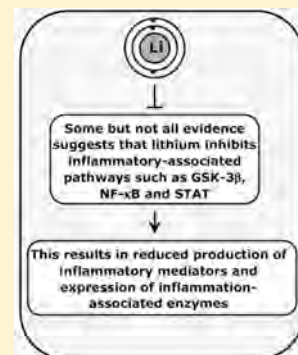 Li
Some but not all evidence
suggests that lithium inhibits
inflammatory-associated
pathways such as GSK-3β,
NF-κB and STAT
This results in reduced production of
inflammatory mediators and
expression of inflammation-
associated enzymes